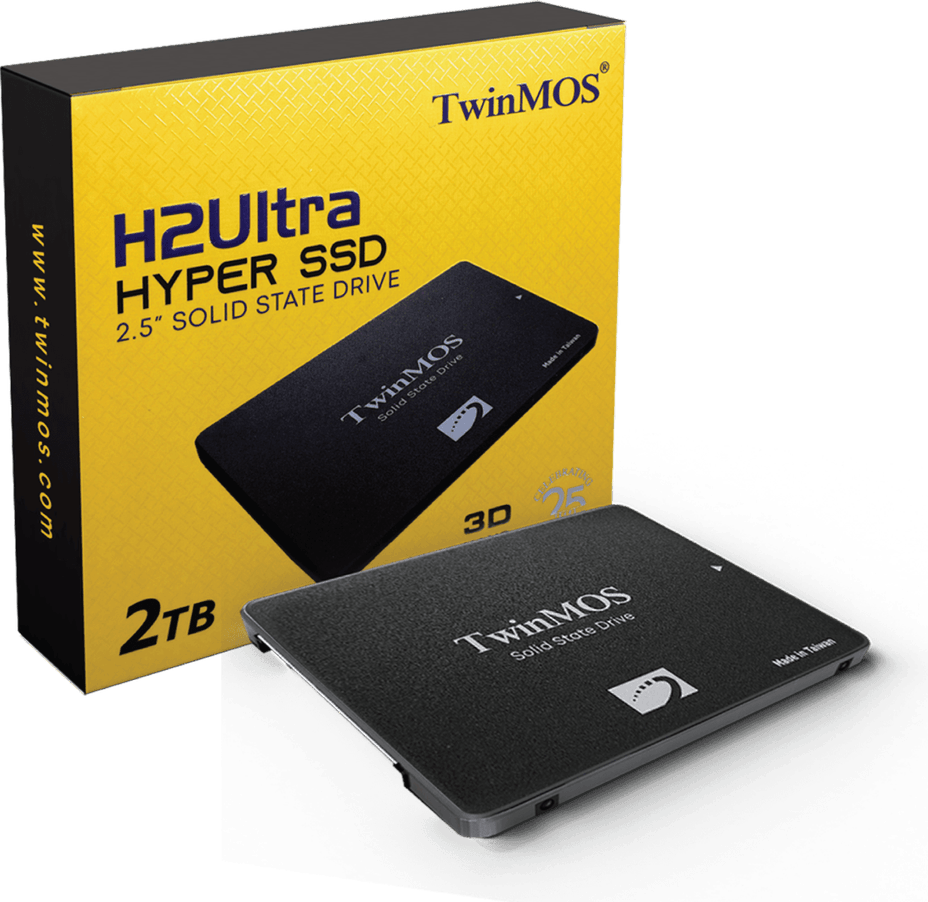 TwinMOS®
H2Ultra
HYPER SSD
2.5" SOLID STATE DRIVE
www.twinmos.com
TwinMOS
Solid State Drive
Made in Taiwan
CELEBRATING
25
3D
2TB
TwinMOS
Solid State Drive
Made in Taiwan